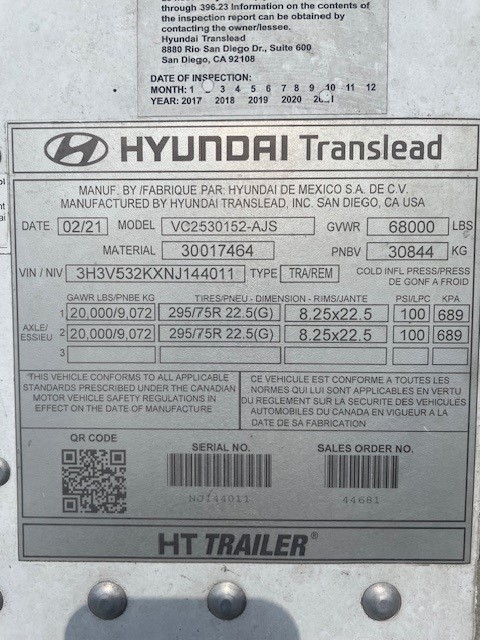 through 396.23 Information on the contents of
the inspection report can be obtained by
contacting the owner/lessee.
Hyundai Translead
8880 Rio San Diego Dr., Suite 600
San Diego, CA 92108
DATE OF INSPECTION:
MONTH: 1 2 3 4 5 6 7 8 9 10 11 12
YEAR: 2017 2018 2019 2020 2021
HYUNDAI Translead
MANUF. BY /FABRIQUE PAR: HYUNDAI DE MEXICO S.A. DE C.V.
MANUFACTURED BY HYUNDAI TRANSLEAD, INC. SAN DIEGO, CA USA
DATE 02/21 MODEL VC2530152-AJS GVWR 68000 LBS
MATERIAL 30017464 PNBV 30844 KG
VIN / NIV 3H3V532KXNJ144011 TYPE TRA/REM COLD INFL PRESS/PRESS DE GONF A FROID
GAWR LBS/PNBE KG TIRES/PNEU - DIMENSION - RIMS/JANTE PSI/LPC KPA
AXLE/ ESSIEU
1 20,000/9,072 295/75R 22.5(G) 8.25x22.5 100 689
2 20,000/9,072 295/75R 22.5(G) 8.25x22.5 100 689
3
"THIS VEHICLE CONFORMS TO ALL APPLICABLE
STANDARDS PRESCRIBED UNDER THE CANADIAN
MOTOR VEHICLE SAFETY REGULATIONS IN
EFFECT ON THE DATE OF MANUFACTURE
CE VEHICULE EST CONFORME A TOUTES LES
NORMES QUI LUI SONT APPLICABLES EN VERTU
DU REGLEMENT SUR LA SECURITE DES VEHICULES
AUTOMOBILES DU CANADA EN VIGUEUR A LA
DATE DE SA FABRICATION
QR CODE
SERIAL NO.
NJ144011
SALES ORDER NO.
44681
HT TRAILER®